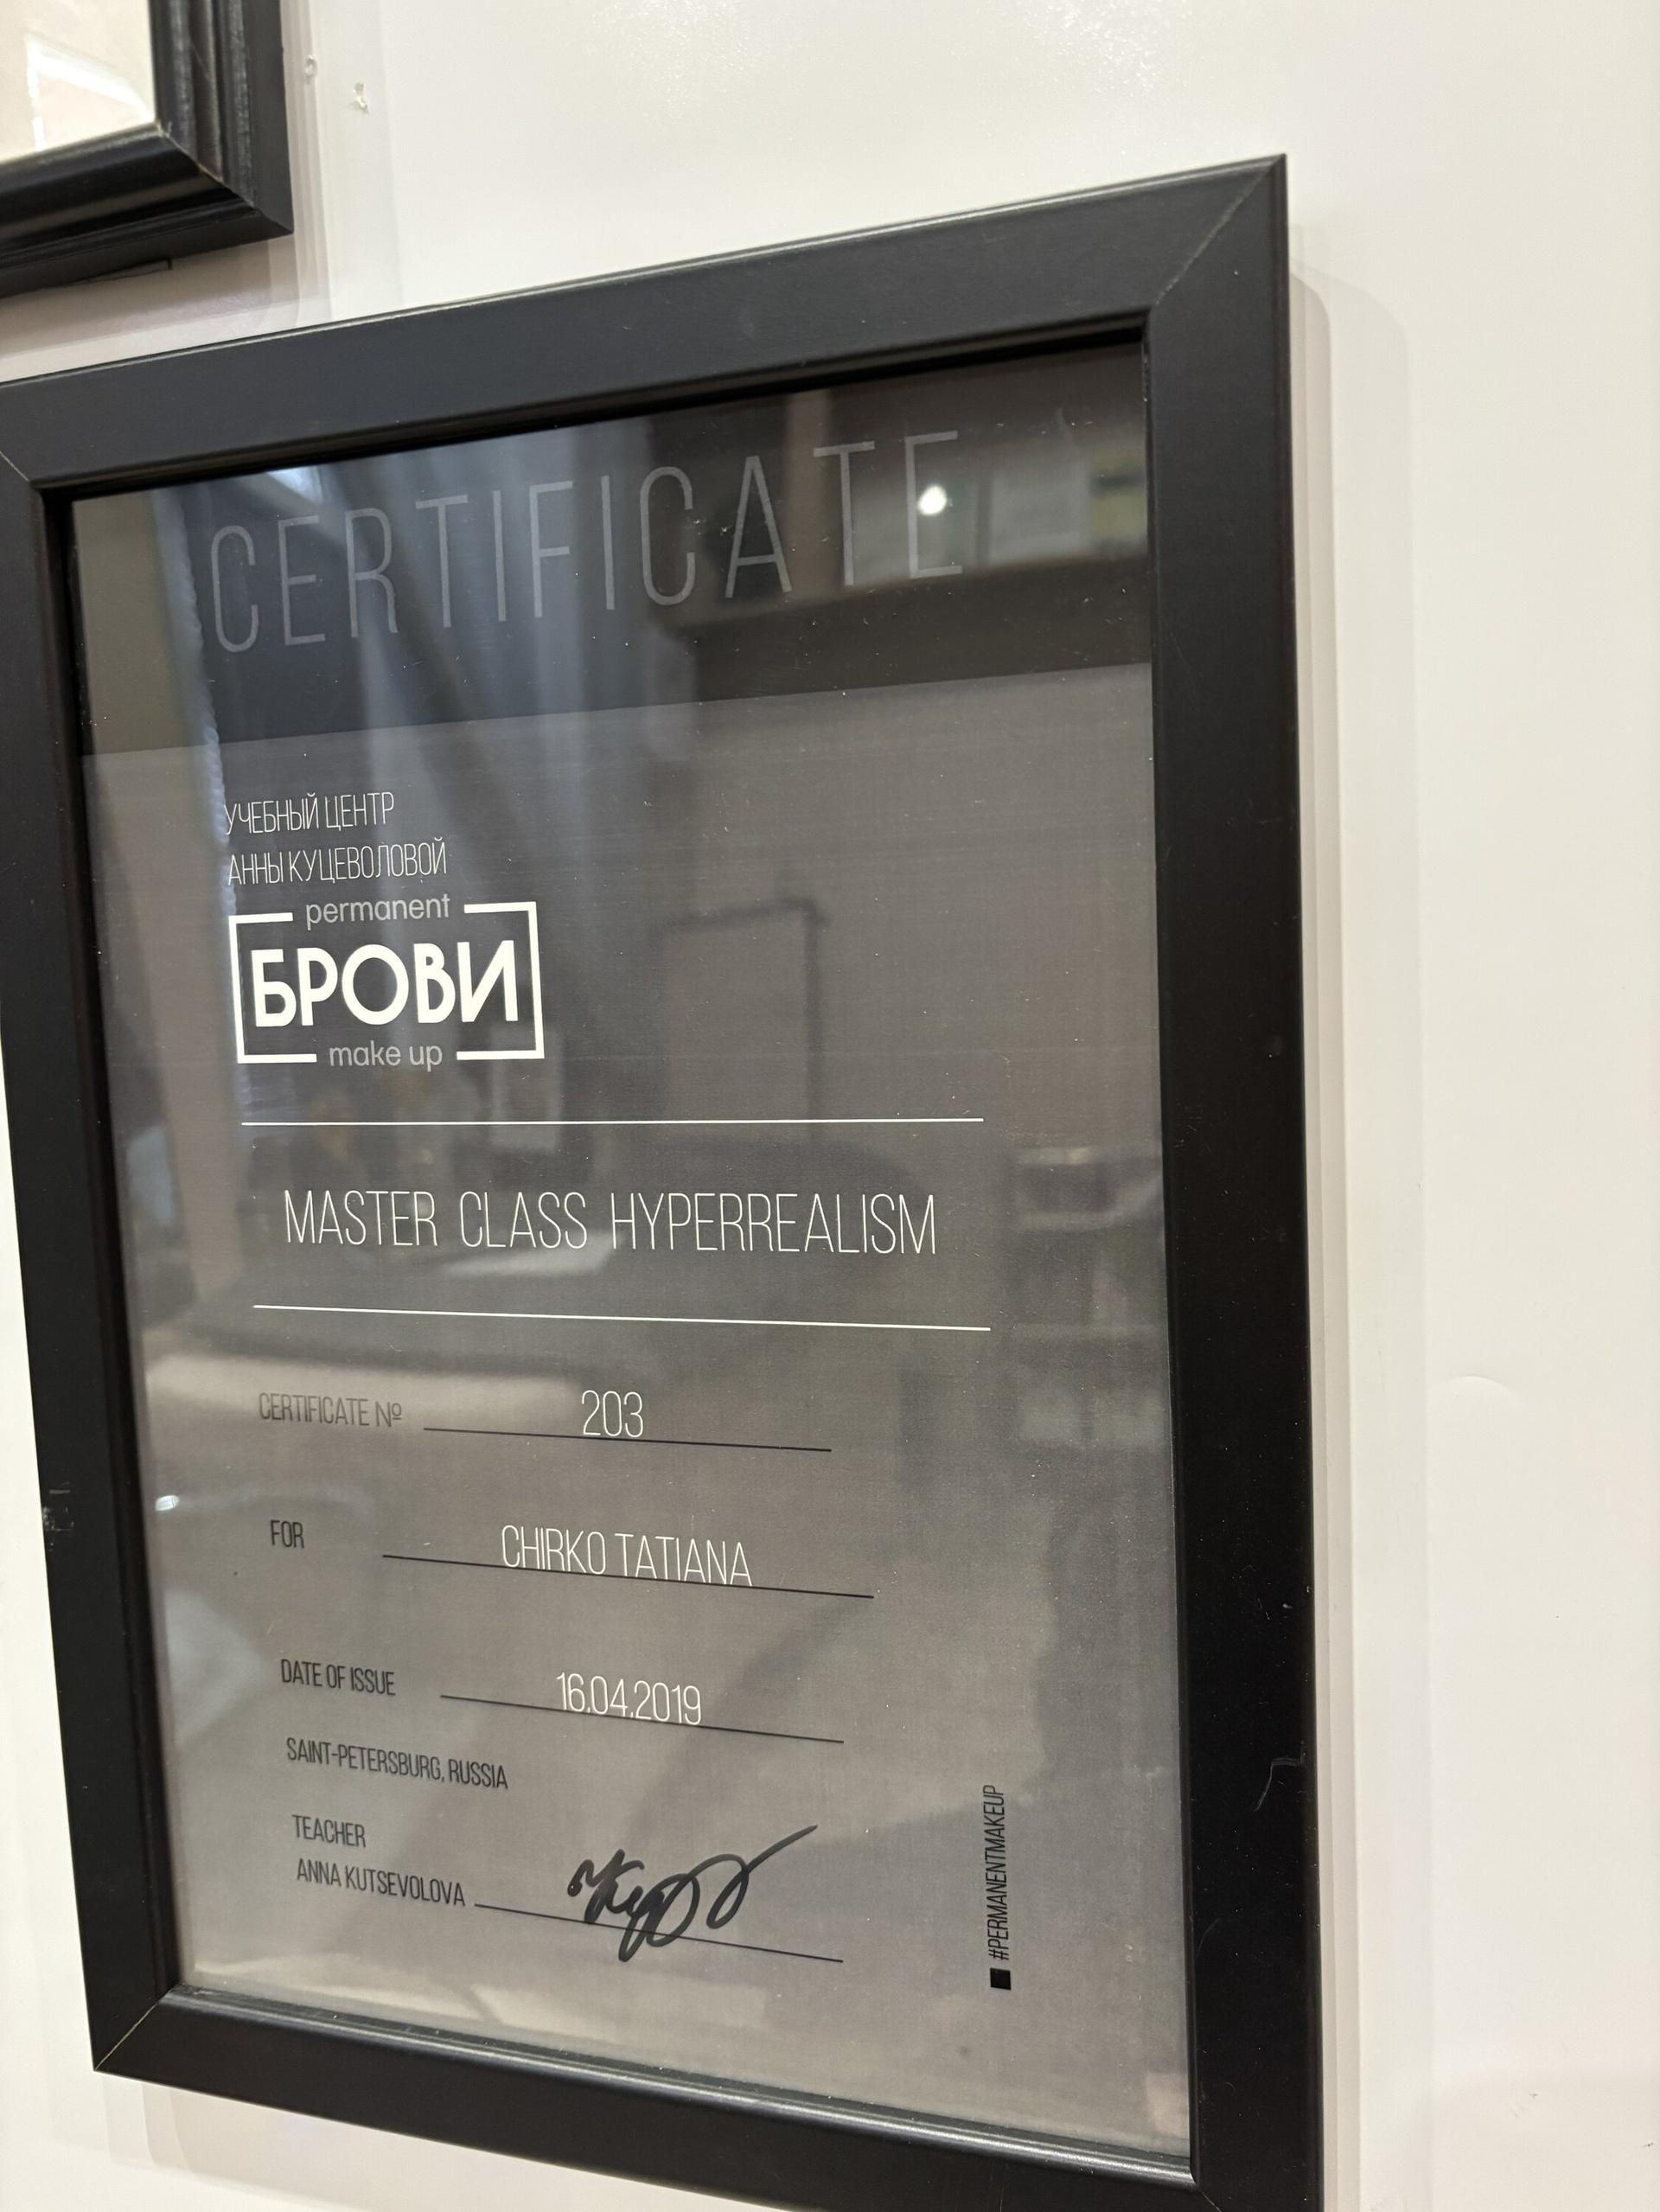 CERTIFICATE
УЧЕБНЫЙ ЦЕНТР
АННЫ КУЦЕВОЛОВОЙ
permanent
БРОВИ
make up
MASTER CLASS HYPERREALISM
CERTIFICATE № 203
FOR CHIRKO TATIANA
DATE OF ISSUE 16.04.2019
SAINT-PETERSBURG, RUSSIA
TEACHER
ANNA KUTSEVOLOVA
#PERMANENTMAKEUP